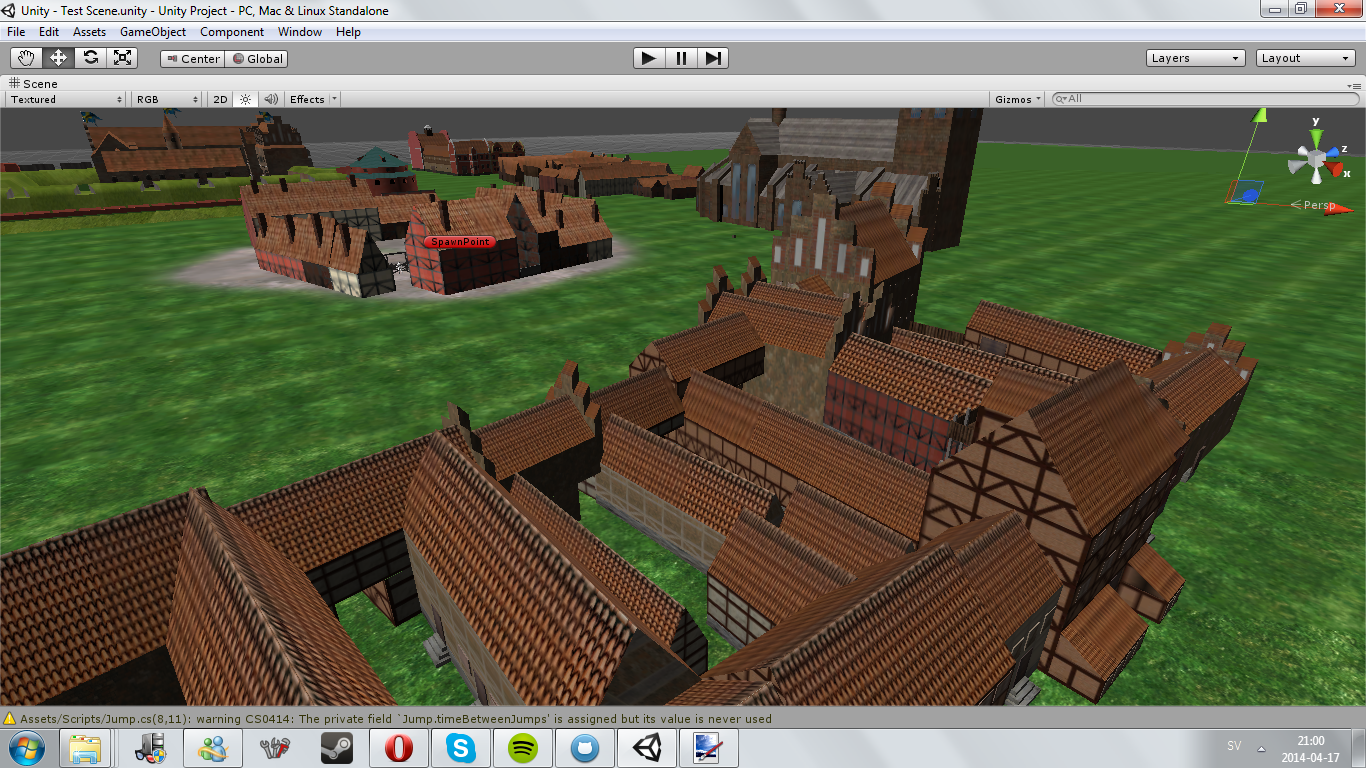 Unity - Test Scene.unity - Unity Project - PC, Mac & Linux Standalone
File Edit Assets GameObject Component Window Help
Center Global Layers Layout
Scene
Textured RGB 2D Effects Gizmos All
y
z
x
Persp
SpawnPoint
Assets/Scripts/Jump.cs(8,11): warning CS0414: The private field `Jump.timeBetweenJumps' is assigned but its value is never used
SV
21:00
2014-04-17